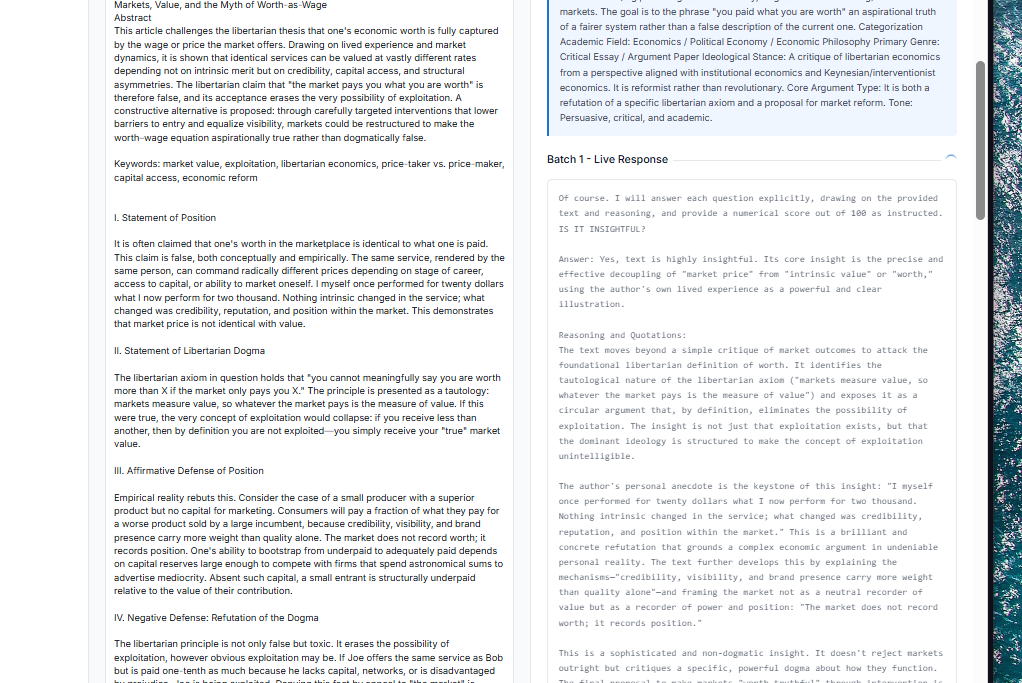 Markets, Value, and the Myth of Worth-as-Wage
Abstract
This article challenges the libertarian thesis that one's economic worth is fully captured
by the wage or price the market offers. Drawing on lived experience and market
dynamics, it is shown that identical services can be valued at vastly different rates
depending not on intrinsic merit but on credibility, capital access, and structural
asymmetries. The libertarian claim that "the market pays you what you are worth" is
therefore false, and its acceptance erases the very possibility of exploitation. A
constructive alternative is proposed: through carefully targeted interventions that lower
barriers to entry and equalize visibility, markets could be restructured to make the
worth-wage equation aspirationally true rather than dogmatically false.
Keywords: market value, exploitation, libertarian economics, price-taker vs. price-maker,
capital access, economic reform
I. Statement of Position
It is often claimed that one's worth in the marketplace is identical to what one is paid.
This claim is false, both conceptually and empirically. The same service, rendered by the
same person, can command radically different prices depending on stage of career,
access to capital, or ability to market oneself. I myself once performed for twenty dollars
what I now perform for two thousand. Nothing intrinsic changed in the service; what
changed was credibility, reputation, and position within the market. This demonstrates
that market price is not identical with value.
II. Statement of Libertarian Dogma
The libertarian axiom in question holds that "you cannot meaningfully say you are worth
more than X if the market only pays you X." The principle is presented as a tautology:
markets measure value, so whatever the market pays is the measure of value. If this
were true, the very concept of exploitation would collapse: if you receive less than
another, then by definition you are not exploited—you simply receive your "true" market
value.
III. Affirmative Defense of Position
Empirical reality rebuts this. Consider the case of a small producer with a superior
product but no capital for marketing. Consumers will pay a fraction of what they pay for
a worse product sold by a large incumbent, because credibility, visibility, and brand
presence carry more weight than quality alone. The market does not record worth; it
records position. One's ability to bootstrap from underpaid to adequately paid depends
on capital reserves large enough to compete with firms that spend astronomical sums to
advertise mediocrity. Absent such capital, a small entrant is structurally underpaid
relative to the value of their contribution.
IV. Negative Defense: Refutation of the Dogma
The libertarian principle is not only false but toxic. It erases the possibility of
exploitation, however obvious exploitation may be. If Joe offers the same service as Bob
but is paid one-tenth as much because he lacks capital, networks, or is disadvantaged
markets. The goal is to the phrase "you paid what you are worth" an aspirational truth
of a fairer system rather than a false description of the current one. Categorization
Academic Field: Economics / Political Economy / Economic Philosophy Primary Genre:
Critical Essay / Argument Paper Ideological Stance: A critique of libertarian economics
from a perspective aligned with institutional economics and Keynesian/interventionist
economics. It is reformist rather than revolutionary. Core Argument Type: It is both a
refutation of a specific libertarian axiom and a proposal for market reform. Tone:
Persuasive, critical, and academic.
Batch 1 - Live Response
Of course. I will answer each question explicitly, drawing on the provided
text and reasoning, and provide a numerical score out of 100 as instructed.
IS IT INSIGHTFUL?
Answer: Yes, text is highly insightful. Its core insight is the precise and
effective decoupling of "market price" from "intrinsic value" or "worth,"
using the author's own lived experience as a powerful and clear
illustration.
Reasoning and Quotations:
The text moves beyond a simple critique of market outcomes to attack the
foundational libertarian definition of worth. It identifies the
tautological nature of the libertarian axiom ("markets measure value, so
whatever the market pays is the measure of value") and exposes it as a
circular argument that, by definition, eliminates the possibility of
exploitation. The insight is not just that exploitation exists, but that
the dominant ideology is structured to make the concept of exploitation
unintelligible.
The author's personal anecdote is the keystone of this insight: "I myself
once performed for twenty dollars what I now perform for two thousand.
Nothing intrinsic changed in the service; what changed was credibility,
reputation, and position within the market." This is a brilliant and
concrete refutation that grounds a complex economic argument in undeniable
personal reality. The text further develops this by explaining the
mechanisms—"credibility, visibility, and brand presence carry more weight
than quality alone"—and framing the market not as a neutral recorder of
value but as a recorder of power and position: "The market does not record
worth; it records position."
This is a sophisticated and non-dogmatic insight. It doesn't reject markets
outright but critiques a specific, powerful dogma about how they function.